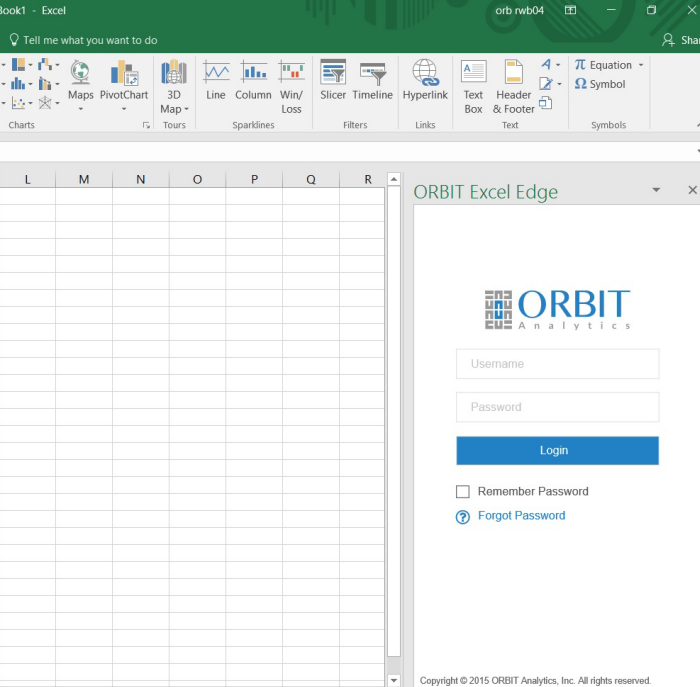 Book1 - Excel
orb rwb04
Tell me what you want to do
Shar
Maps PivotChart
3D Map
Line Column Win/ Loss
Slicer Timeline
Hyperlink
Text Box
Header & Footer
A
π Equation
Ω Symbol
Charts
Tours
Sparklines
Filters
Links
Text
Symbols
L M N O P Q R
ORBIT Excel Edge
ORBIT
Analytics
Username
Password
Login
Remember Password
? Forgot Password
Copyright © 2015 ORBIT Analytics, Inc. All rights reserved.